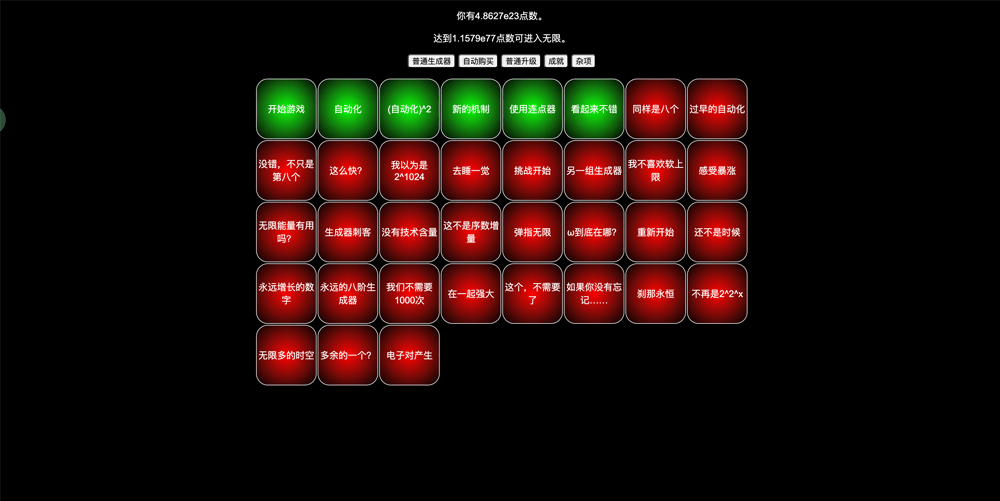 你有4.8627e23点数。
达到1.1579e77点数可进入无限。
普通生成器 自动购买 普通升级 成就 杂项
开始游戏 自动化 (自动化)^2 新的机制 使用连点器 看起来不错 同样是八个 过早的自动化
没错，不只是第八个 这么快？ 我以为是2^1024 去睡一觉 挑战开始 另一组生成器 我不喜欢软上限 感受暴涨
无限能量有用吗？ 生成器刺客 没有技术含量 这不是序数增量 弹指无限 ω到底在哪？ 重新开始 还不是时候
永远增长的数字 永远的八阶生成器 我们不需要1000次 在一起强大 这个，不需要了 如果你没有忘记…… 刹那永恒 不再是2^2^x
无限多的时空 多余的一个？ 电子对产生